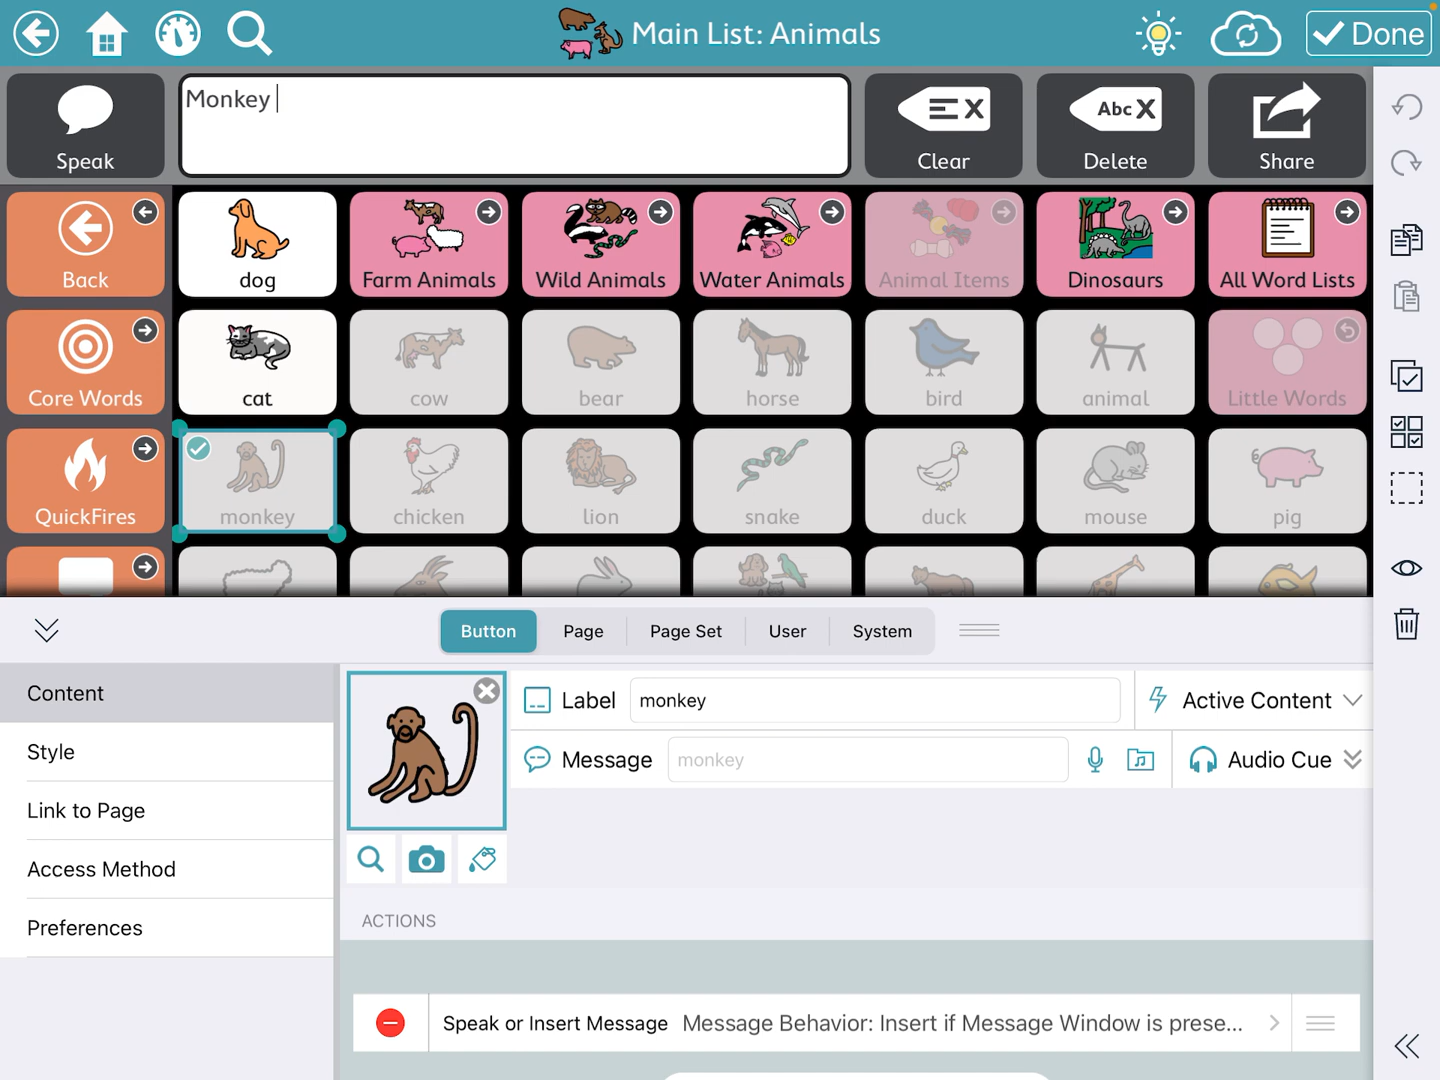 Main List: Animals
Done
Speak
Monkey
Clear
Abc X
Delete
Share
Back
dog
Farm Animals
Wild Animals
Water Animals
Animal Items
Dinosaurs
All Word Lists
Core Words
cat
cow
bear
horse
bird
animal
Little Words
QuickFires
monkey
chicken
lion
snake
duck
mouse
pig
Button
Page
Page Set
User
System
Content
Label
monkey
Active Content
Style
Message
monkey
Audio Cue
Link to Page
Access Method
Preferences
ACTIONS
Speak or Insert Message
Message Behavior: Insert if Message Window is prese...